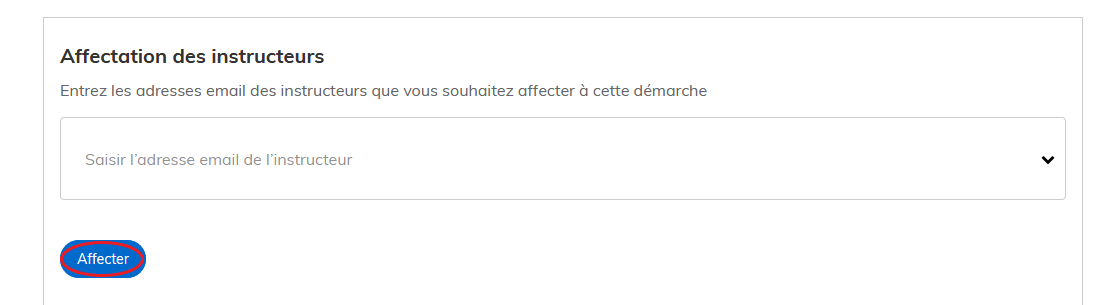 Affectation des instructeurs
Entrez les adresses email des instructeurs que vous souhaitez affecter à cette démarche
Saisir l’adresse email de l’instructeur
Affecter